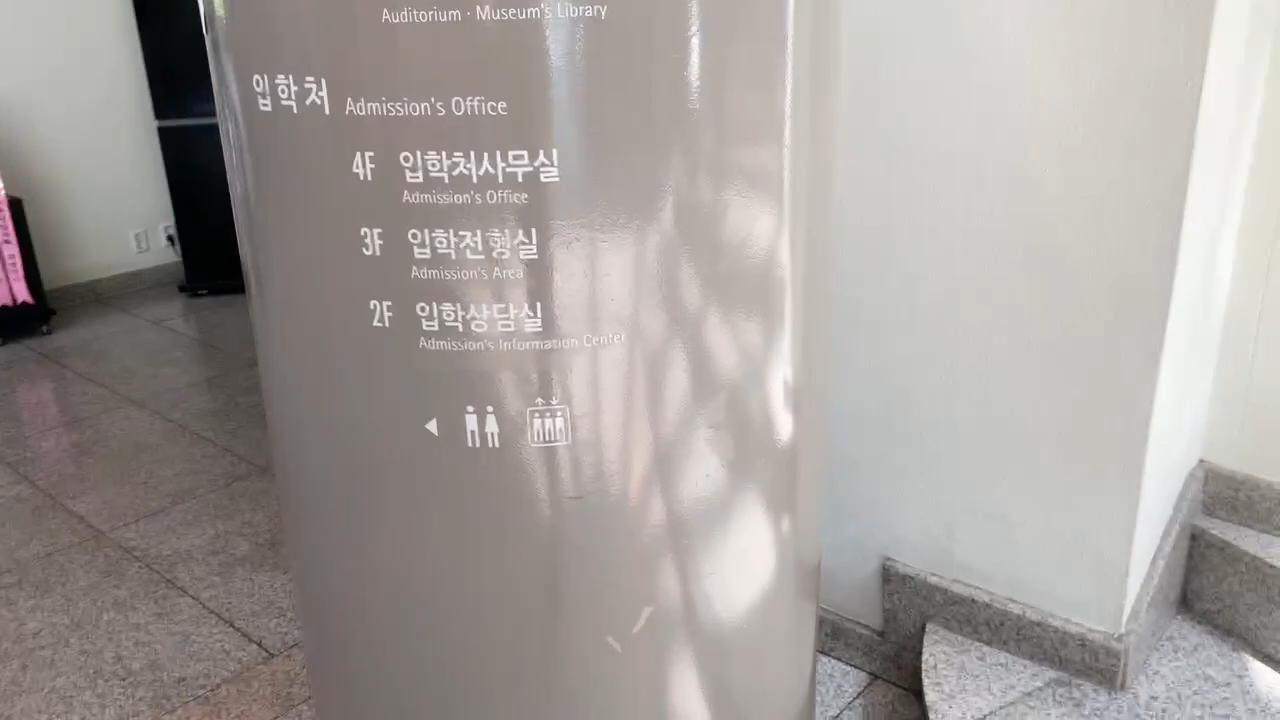 Auditorium · Museum's Library
입학처 Admission's Office
4F 입학처사무실
Admission's Office
3F 입학전형실
Admission's Area
2F 입학상담실
Admission's Information Center